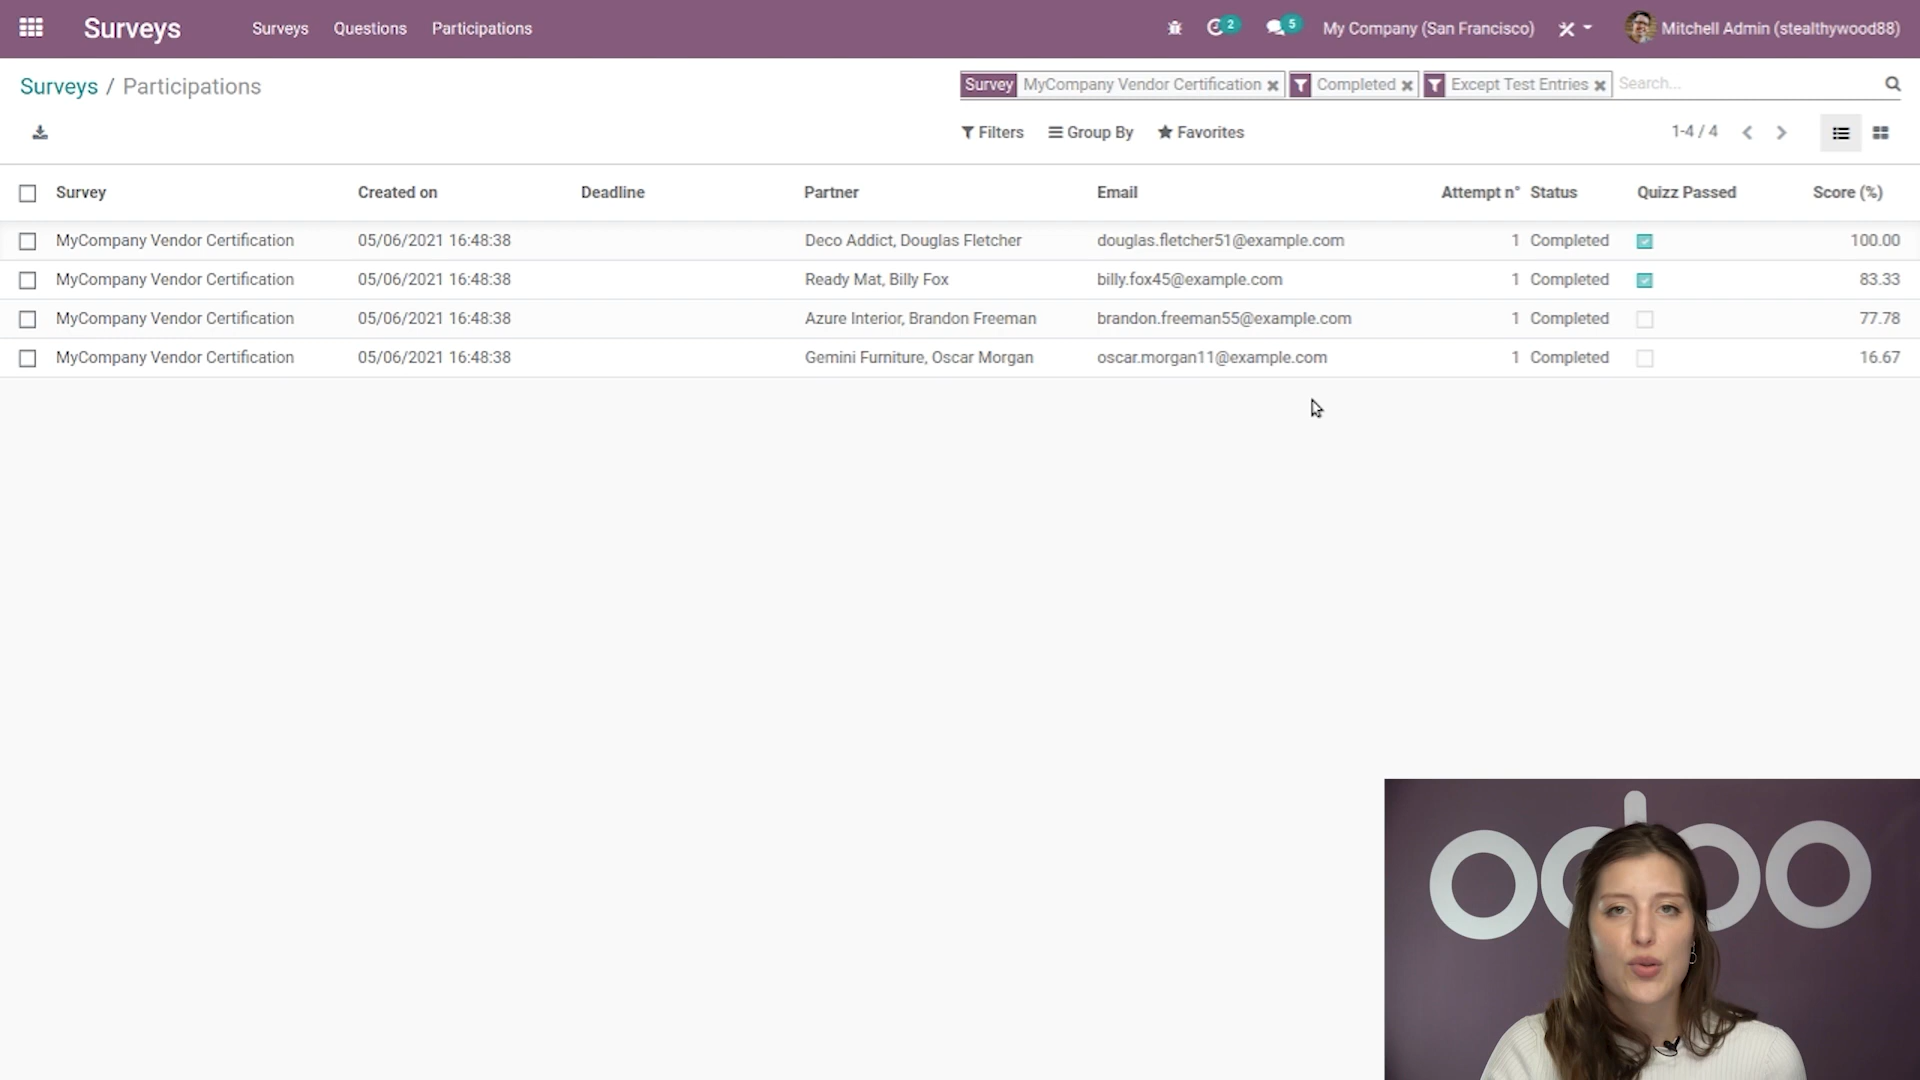 Surveys Surveys Questions Participations 2 5 My Company (San Francisco) Mitchell Admin (stealthywood88)
Surveys / Participations Survey MyCompany Vendor Certification Completed Except Test Entries Search...
Filters Group By Favorites 1-4 / 4
Survey Created on Deadline Partner Email Attempt n° Status Quizz Passed Score (%)
MyCompany Vendor Certification 05/06/2021 16:48:38 Deco Addict, Douglas Fletcher douglas.fletcher51@example.com 1 Completed 100.00
MyCompany Vendor Certification 05/06/2021 16:48:38 Ready Mat, Billy Fox billy.fox45@example.com 1 Completed 83.33
MyCompany Vendor Certification 05/06/2021 16:48:38 Azure Interior, Brandon Freeman brandon.freeman55@example.com 1 Completed 77.78
MyCompany Vendor Certification 05/06/2021 16:48:38 Gemini Furniture, Oscar Morgan oscar.morgan11@example.com 1 Completed 16.67
odoo